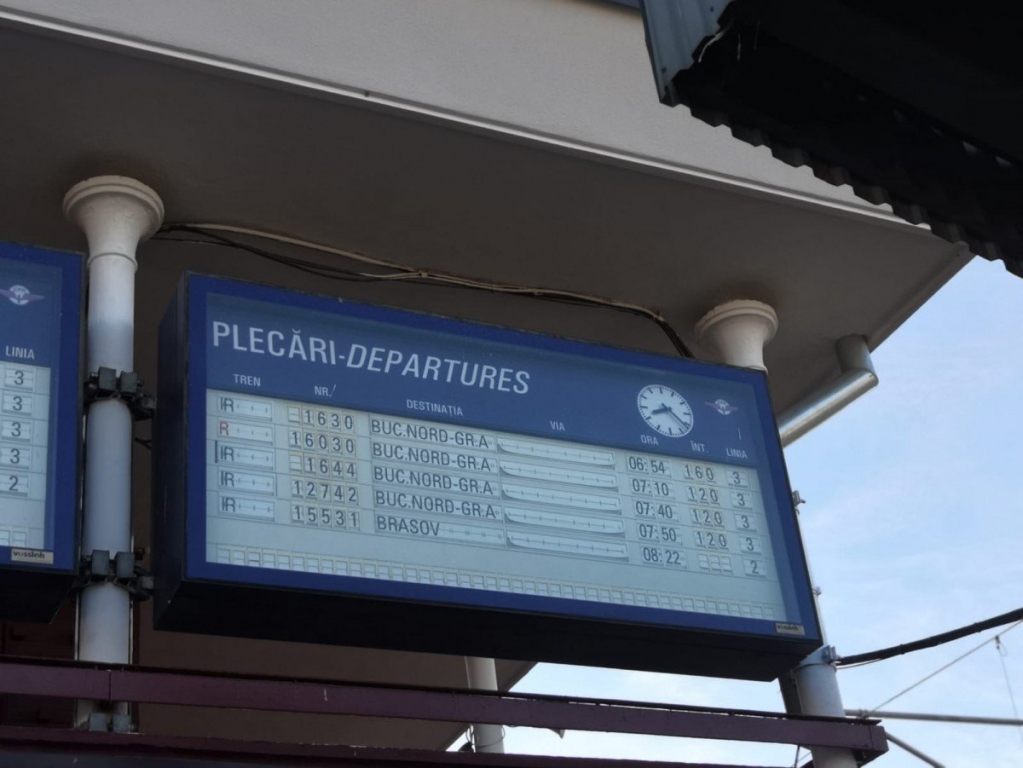 PLECĂRI-DEPARTURES
TREN NR./ DESTINAŢIA VIA ORA ÎNT. LINIA
IR 1630 BUC.NORD-GR.A 06:54 160 3
R 16030 BUC.NORD-GR.A 07:10 120 3
IR 1644 BUC.NORD-GR.A 07:40 120 3
IR 12742 BUC.NORD-GR.A 07:50 120 3
IR 15531 BRASOV 08:22 2
LINIA
3
3
3
3
2